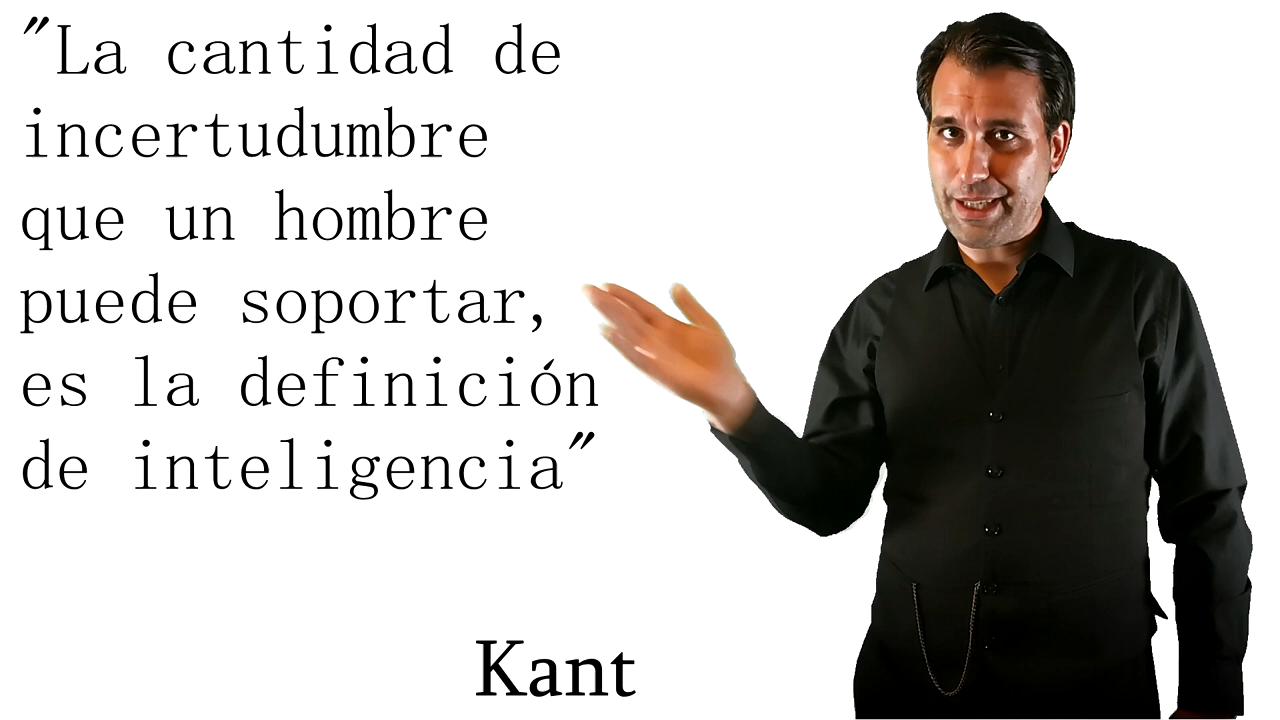 "La cantidad de
incertudumbre
que un hombre
puede soportar,
es la definición
de inteligencia"
Kant